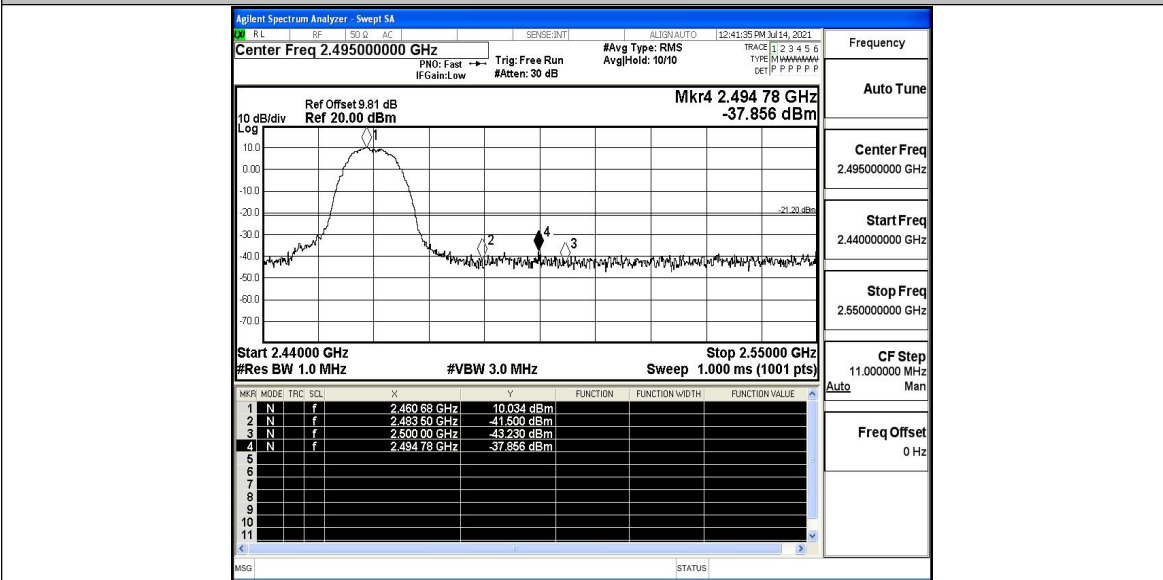 Agilent Spectrum Analyzer - Swept SA
LXI RL RF 50 Ω AC SENSE:INT ALIGN AUTO 12:41:35 PM Jul 14, 2021
Center Freq 2.495000000 GHz
PNO: Fast
IFGain:Low
Trig: Free Run
#Atten: 30 dB
#Avg Type: RMS
Avg|Hold: 10/10
TRACE 1 2 3 4 5 6
TYPE M WWWWW
DET P P P P P P
Ref Offset 9.81 dB
Ref 20.00 dBm
10 dB/div
Log
Mkr4 2.494 78 GHz
-37.856 dBm
10.0
0.00
-10.0
-20.0
-30.0
-40.0
-50.0
-60.0
-70.0
1
2
4
3
-21.20 dBm
Start 2.44000 GHz
#Res BW 1.0 MHz
#VBW 3.0 MHz
Stop 2.55000 GHz
Sweep 1.000 ms (1001 pts)
MKR MODE TRC SCL X Y FUNCTION FUNCTION WIDTH FUNCTION VALUE
1 N f 2.460 68 GHz 10.034 dBm
2 N f 2.483 50 GHz -41.500 dBm
3 N f 2.500 00 GHz -43.230 dBm
4 N f 2.494 78 GHz -37.856 dBm
5
6
7
8
9
10
11
MSG
STATUS
Frequency
Auto Tune
Center Freq
2.495000000 GHz
Start Freq
2.440000000 GHz
Stop Freq
2.550000000 GHz
CF Step
11.000000 MHz
Auto Man
Freq Offset
0 Hz